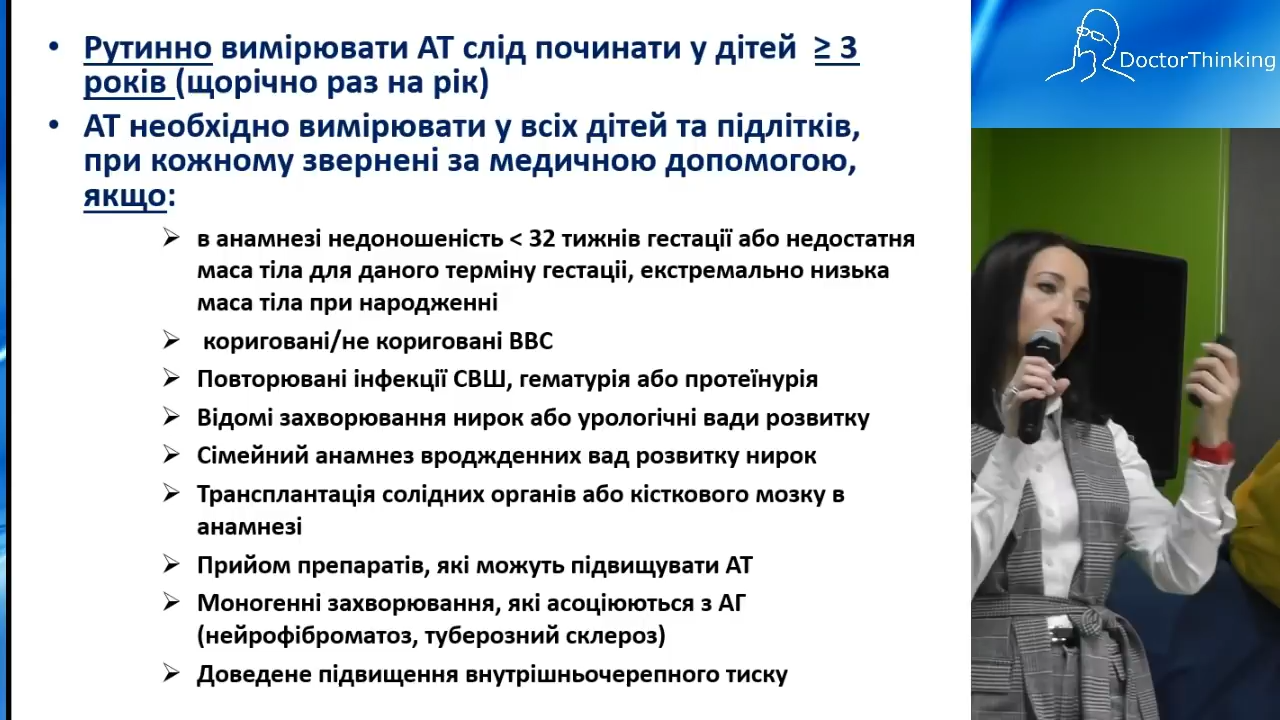 • Рутинно вимірювати АТ слід починати у дітей ≥ 3
років (щорічно раз на рік)
• АТ необхідно вимірювати у всіх дітей та підлітків,
при кожному звернені за медичною допомогою,
якщо:
➢ в анамнезі недоношеність < 32 тижнів гестації або недостатня
маса тіла для даного терміну гестації, екстремально низька
маса тіла при народженні
➢ кориговані/не кориговані ВВС
➢ Повторювані інфекції СВШ, гематурія або протеїнурія
➢ Відомі захворювання нирок або урологічні вади розвитку
➢ Сімейний анамнез вроджденних вад розвитку нирок
➢ Трансплантація солідних органів або кісткового мозку в
анамнезі
➢ Прийом препаратів, які можуть підвищувати АТ
➢ Моногенні захворювання, які асоціюються з АГ
(нейрофіброматоз, туберозний склероз)
➢ Доведене підвищення внутрішньочерепного тиску
DoctorThinking